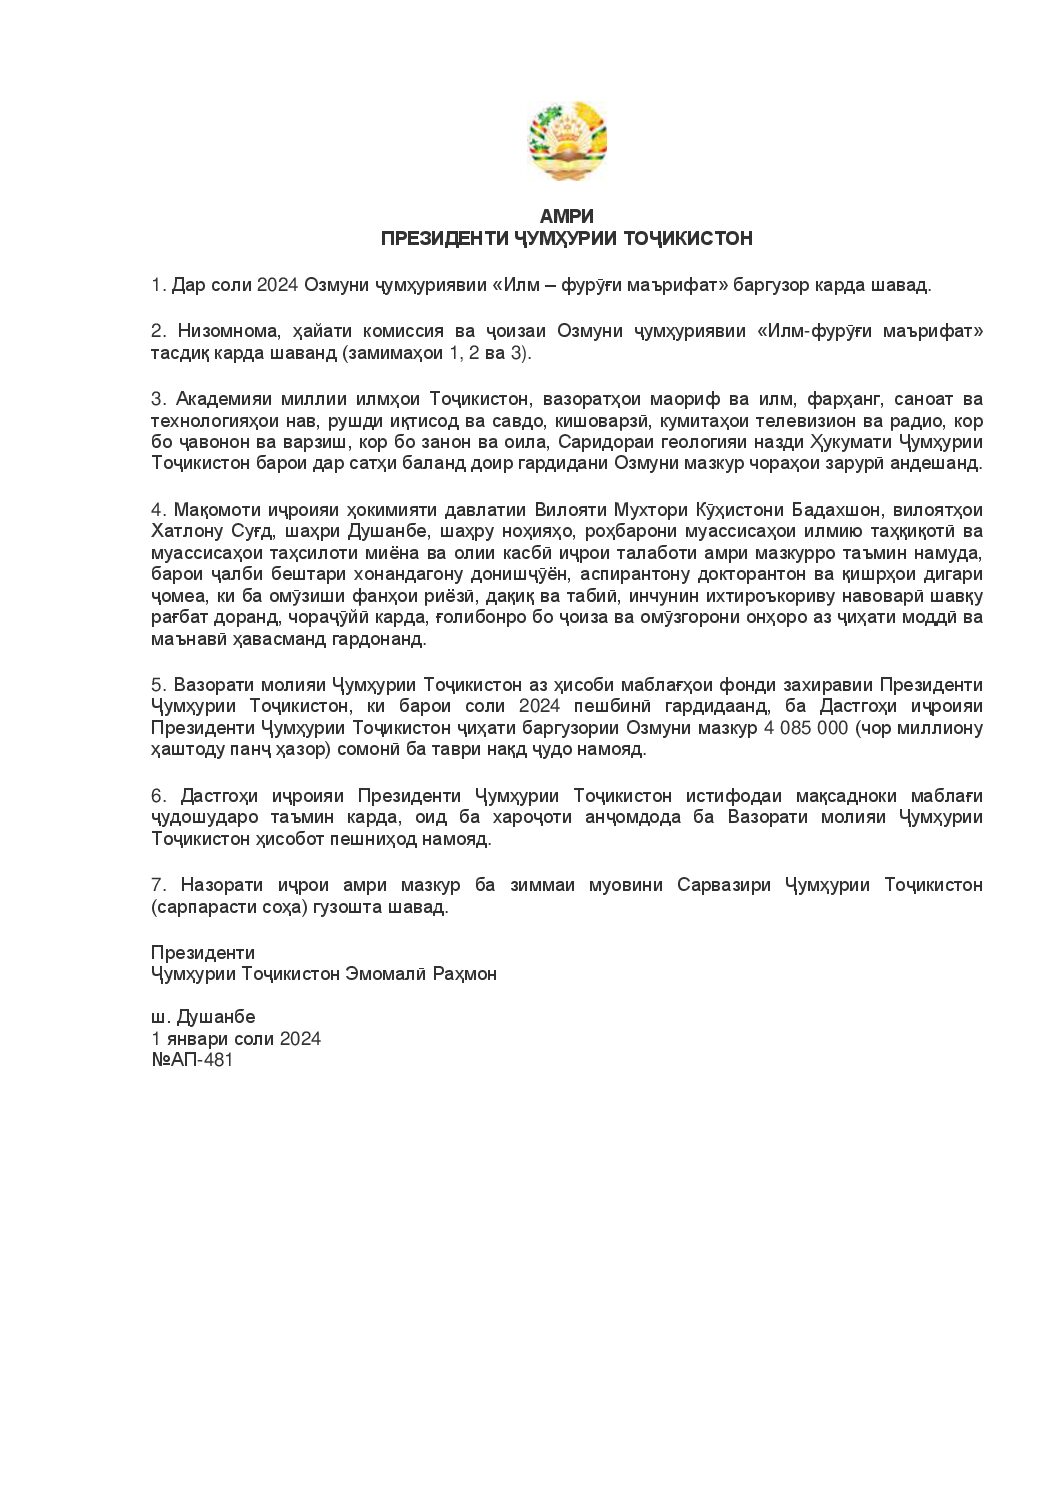 АМРИ
ПРЕЗИДЕНТИ ҶУМҲУРИИ ТОҶИКИСТОН
1. Дар соли 2024 Озмуни ҷумҳуриявии «Илм – фурӯғи маърифат» баргузор карда шавад.
2. Низомнома, ҳайати комиссия ва ҷоизаи Озмуни ҷумҳуриявии «Илм-фурӯғи маърифат»
тасдиқ карда шаванд (замимаҳои 1, 2 ва 3).
3. Академияи миллии илмҳои Тоҷикистон, вазоратҳои маориф ва илм, фарҳанг, саноат ва
технологияҳои нав, рушди иқтисод ва савдо, кишоварзӣ, кумитаҳои телевизион ва радио, кор
бо ҷавонон ва варзиш, кор бо занон ва оила, Саридораи геологияи назди Ҳукумати Ҷумҳурии
Тоҷикистон барои дар сатҳи баланд доир гардидани Озмуни мазкур чораҳои зарурӣ андешанд.
4. Мақомоти иҷроияи ҳокимияти давлатии Вилояти Мухтори Кӯҳистони Бадахшон, вилоятҳои
Хатлону Суғд, шаҳри Душанбе, шаҳру ноҳияҳо, роҳбарони муассисаҳои илмию таҳқиқотӣ ва
муассисаҳои таҳсилоти миёна ва олии касбӣ иҷрои талаботи амри мазкурро таъмин намуда,
барои ҷалби бештари хонандагону донишҷӯён, аспирантону докторантон ва қишрҳои дигари
ҷомеа, ки ба омӯзиши фанҳои риёзӣ, дақиқ ва табиӣ, инчунин ихтироъкориву навоварӣ шавқу
рағбат доранд, чораҷӯйӣ карда, ғолибонро бо ҷоиза ва омӯзгорони онҳоро аз ҷиҳати моддӣ ва
маънавӣ ҳавасманд гардонанд.
5. Вазорати молияи Ҷумҳурии Тоҷикистон аз ҳисоби маблағҳои фонди захиравии Президенти
Ҷумҳурии Тоҷикистон, ки барои соли 2024 пешбинӣ гардидаанд, ба Дастгоҳи иҷроияи
Президенти Ҷумҳурии Тоҷикистон ҷиҳати баргузории Озмуни мазкур 4 085 000 (чор миллиону
ҳаштоду панҷ ҳазор) сомонӣ ба таври нақд ҷудо намояд.
6. Дастгоҳи иҷроияи Президенти Ҷумҳурии Тоҷикистон истифодаи мақсадноки маблағи
ҷудошударо таъмин карда, оид ба хароҷоти анҷомдода ба Вазорати молияи Ҷумҳурии
Тоҷикистон ҳисобот пешниҳод намояд.
7. Назорати иҷрои амри мазкур ба зиммаи муовини Сарвазири Ҷумҳурии Тоҷикистон
(сарпарасти соҳа) гузошта шавад.
Президенти
Ҷумҳурии Тоҷикистон Эмомалӣ Раҳмон
ш. Душанбе
1 январи соли 2024
№АП-481